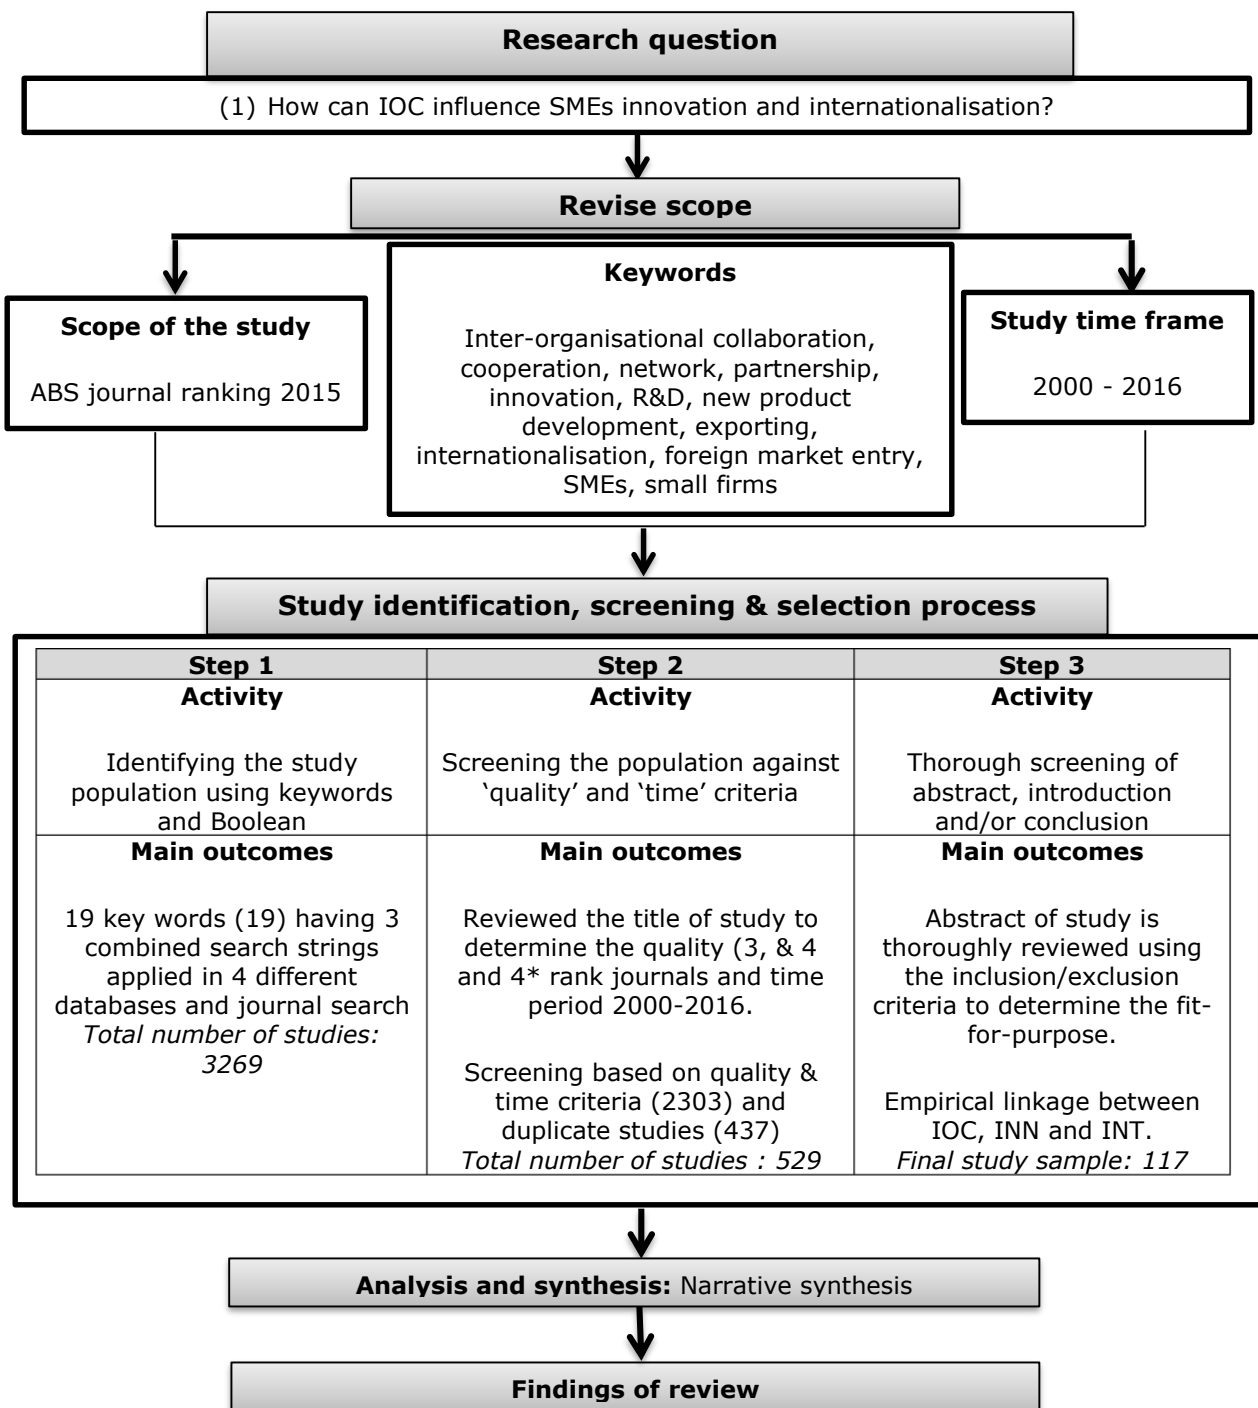 Research question
(1) How can IOC influence SMEs innovation and internationalisation?
Revise scope
Scope of the study
ABS journal ranking 2015
Keywords
Inter-organisational collaboration,
cooperation, network, partnership,
innovation, R&D, new product
development, exporting,
internationalisation, foreign market entry,
SMEs, small firms
Study time frame
2000 - 2016
Study identification, screening & selection process
Step 1
Activity
Identifying the study
population using keywords
and Boolean
Main outcomes
19 key words (19) having 3
combined search strings
applied in 4 different
databases and journal search
Total number of studies:
3269
Step 2
Activity
Screening the population against
‘quality’ and ‘time’ criteria
Main outcomes
Reviewed the title of study to
determine the quality (3, & 4
and 4* rank journals and time
period 2000-2016.
Screening based on quality &
time criteria (2303) and
duplicate studies (437)
Total number of studies : 529
Step 3
Activity
Thorough screening of
abstract, introduction
and/or conclusion
Main outcomes
Abstract of study is
thoroughly reviewed using
the inclusion/exclusion
criteria to determine the fit-
for-purpose.
Empirical linkage between
IOC, INN and INT.
Final study sample: 117
Analysis and synthesis: Narrative synthesis
Findings of review